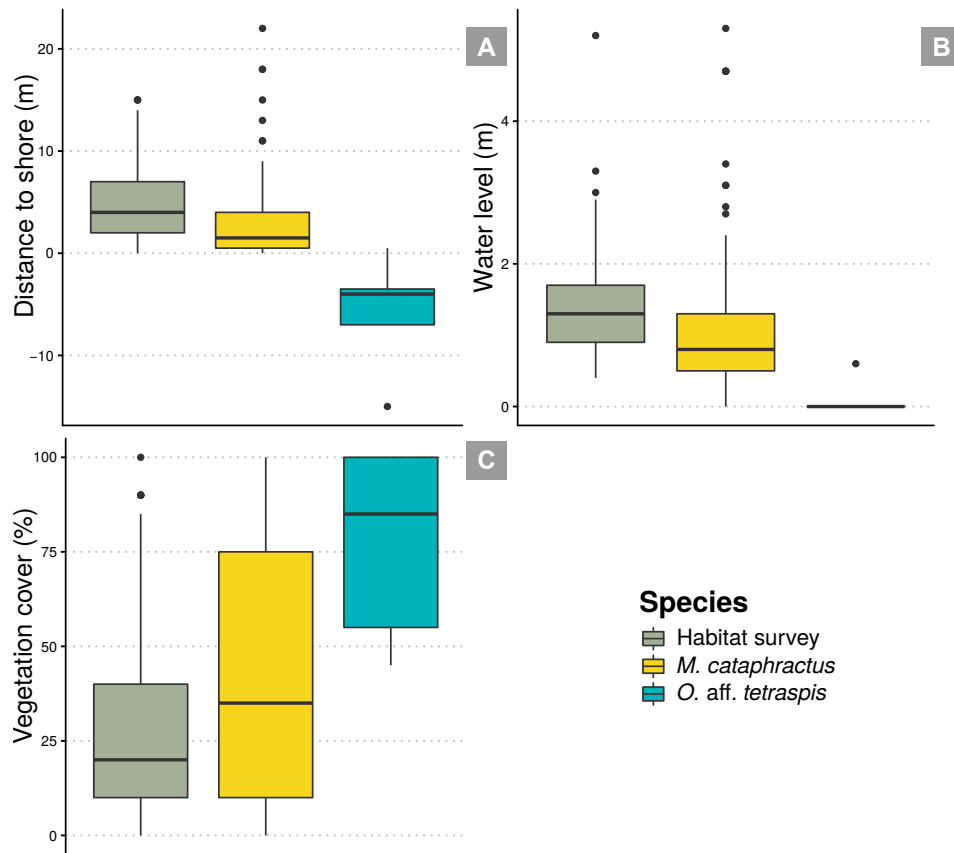 A
Distance to shore (m)
20
10
0
−10
B
Water level (m)
4
2
0
C
Vegetation cover (%)
100
75
50
25
0
Species
Habitat survey
M. cataphractus
O. aff. tetraspis